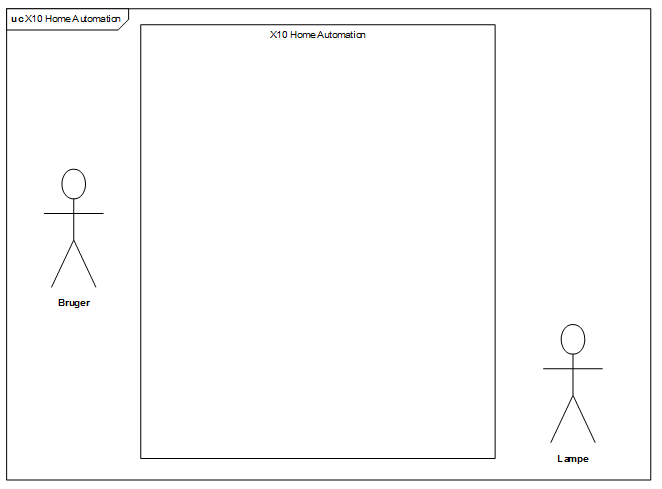 uc X10 Home Automation
X10 Home Automation
Bruger
Lampe